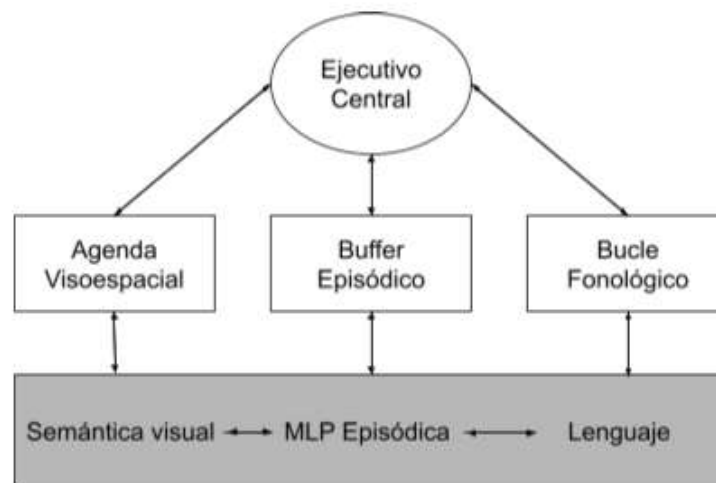 Ejecutivo
Central
Agenda
Visoespacial
Buffer
Episódico
Bucle
Fonológico
Semántica visual
MLP Episódica
Lenguaje